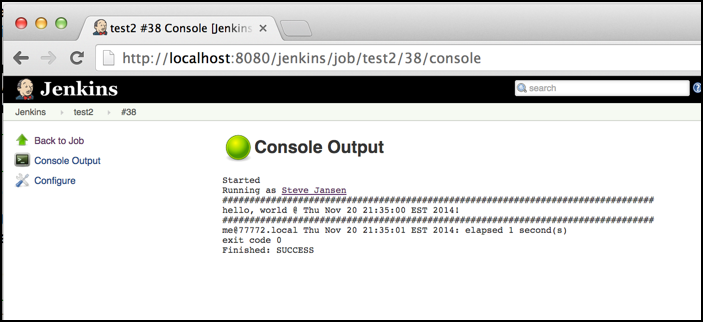 test2 #38 Console [Jenkins
http://localhost:8080/jenkins/job/test2/38/console
Jenkins
search
Jenkins
test2
#38
Back to Job
Console Output
Configure
Console Output
Started
Running as Steve Jansen
################################################################################
hello, world @ Thu Nov 20 21:35:00 EST 2014!
################################################################################
me@77772.local Thu Nov 20 21:35:01 EST 2014: elapsed 1 second(s)
exit code 0
Finished: SUCCESS